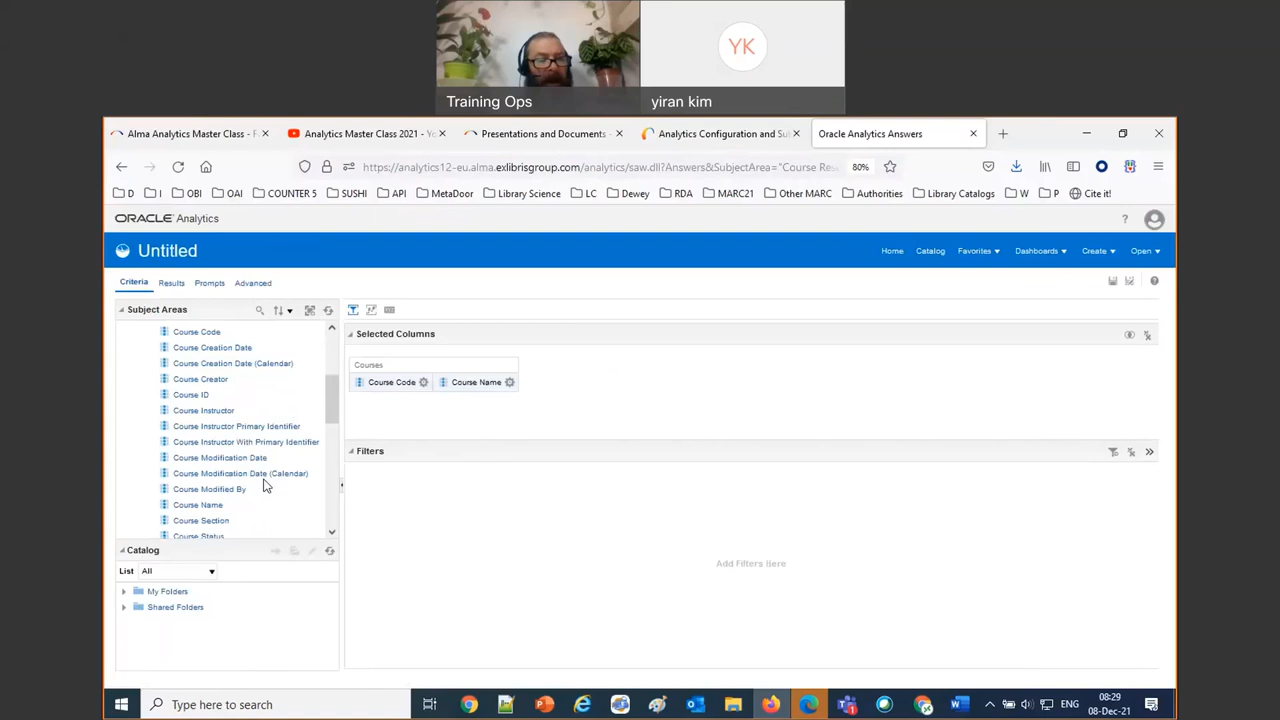 YK
Training Ops
yiran kim
Alma Analytics Master Class - F
Analytics Master Class 2021 - Yo
Presentations and Documents -
Analytics Configuration and Su
Oracle Analytics Answers
https://analytics12-eu.alma.exlibrisgroup.com/analytics/saw.dll?Answers&SubjectArea="Course Res
80%
D
I
OBI
OAI
COUNTER 5
SUSHI
API
MetaDoor
Library Science
LC
Dewey
RDA
MARC21
Other MARC
Authorities
Library Catalogs
W
P
Cite it!
ORACLE Analytics
?
Untitled
Home
Catalog
Favorites
Dashboards
Create
Open
Criteria
Results
Prompts
Advanced
Subject Areas
Course Code
Course Creation Date
Course Creation Date (Calendar)
Course Creator
Course ID
Course Instructor
Course Instructor Primary Identifier
Course Instructor With Primary Identifier
Course Modification Date
Course Modification Date (Calendar)
Course Modified By
Course Name
Course Section
Course Status
Selected Columns
Courses
Course Code
Course Name
Filters
Add Filters Here
Catalog
List
All
My Folders
Shared Folders
Type here to search
ENG
08:29
08-Dec-21